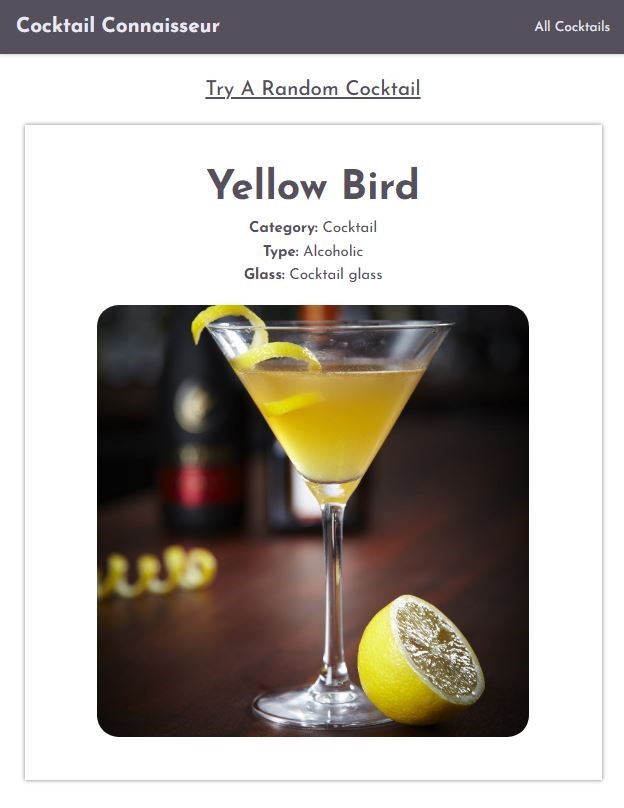 Cocktail Connaisseur
All Cocktails
Try A Random Cocktail
Yellow Bird
Category: Cocktail
Type: Alcoholic
Glass: Cocktail glass